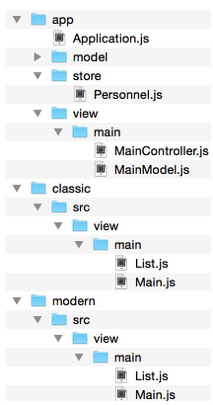 app
Application.js
model
store
Personnel.js
view
main
MainController.js
MainModel.js
classic
src
view
main
List.js
Main.js
modern
src
view
main
List.js
Main.js